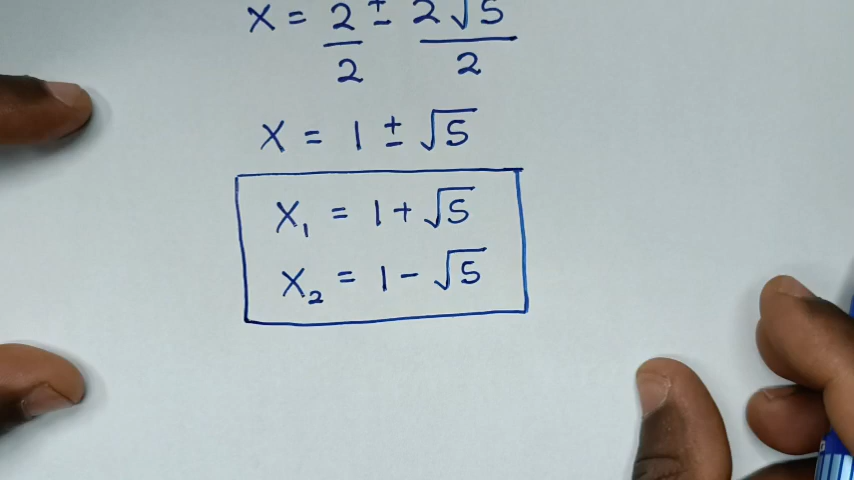 x = 2/2 ± 2√5/2
x = 1 ± √5
x₁ = 1 + √5
x₂ = 1 - √5